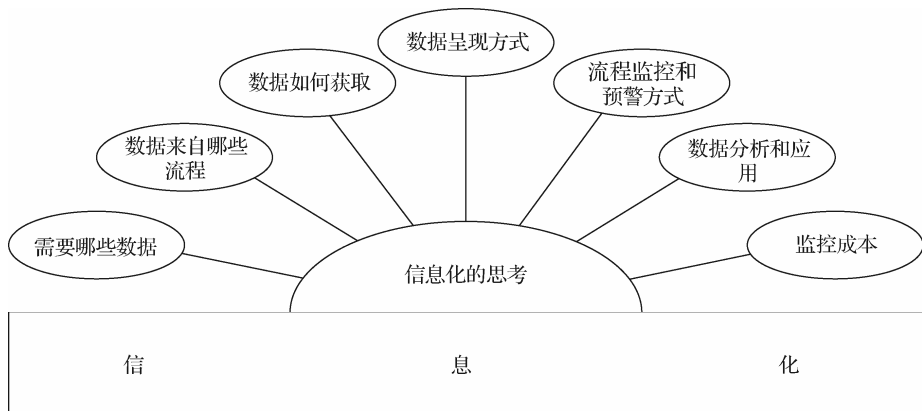 数据呈现方式
数据如何获取
流程监控和
预警方式
数据来自哪些
流程
数据分析和应
用
需要哪些数据
监控成本
信息化的思考
信 息 化